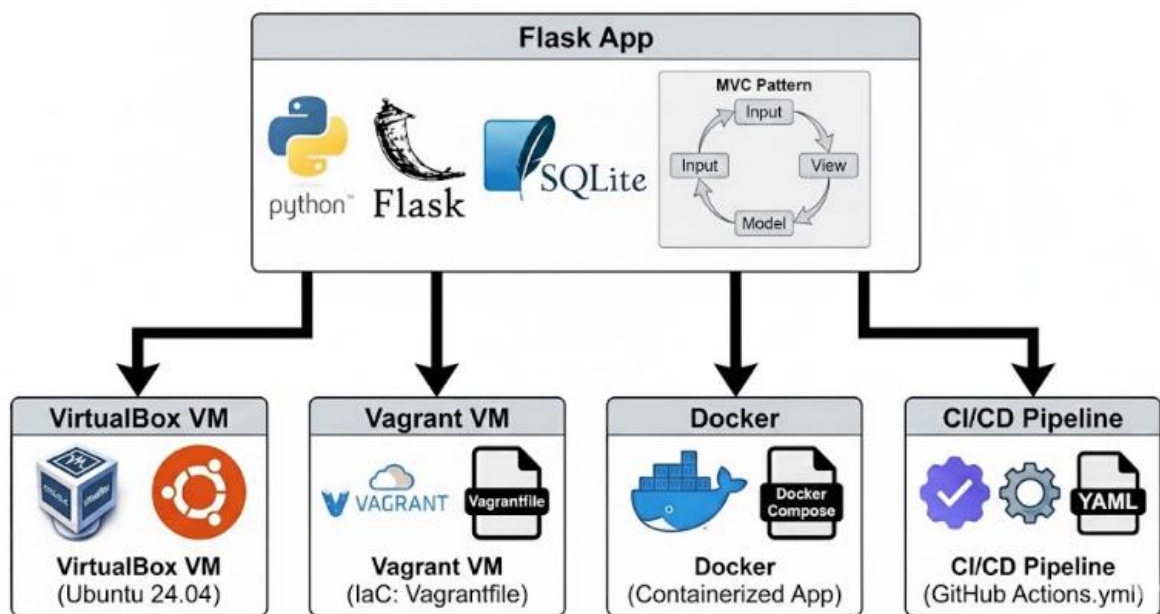 Flask App
python™
Flask
SQLite
MVC Pattern
Input
Input
View
Model
VirtualBox VM
VirtualBox VM
(Ubuntu 24.04)
Vagrant VM
VAGRANT
Vagrantfile
Vagrant VM
(IaC: Vagrantfile)
Docker
Docker
Compose
Docker
(Containerized App)
CI/CD Pipeline
YAML
CI/CD Pipeline
(GitHub Actions.ymi)